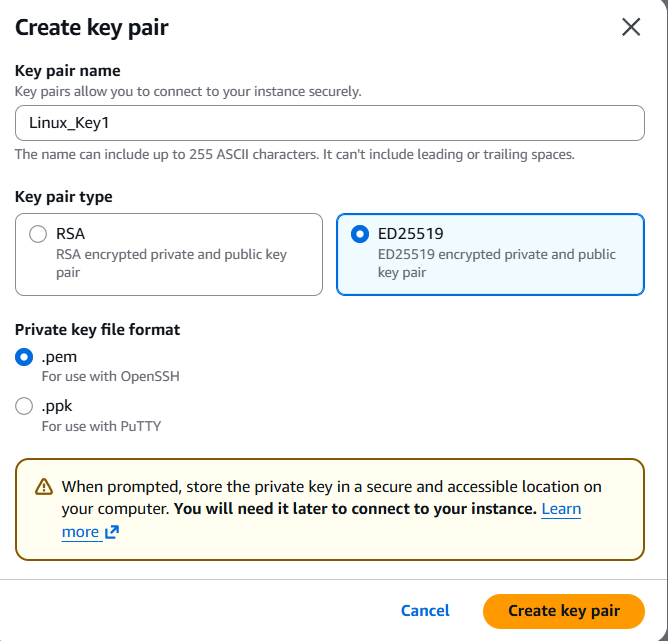 Create key pair
Key pair name
Key pairs allow you to connect to your instance securely.
Linux_Key1
The name can include up to 255 ASCII characters. It can't include leading or trailing spaces.
Key pair type
RSA
RSA encrypted private and public key
pair
ED25519
ED25519 encrypted private and public
key pair
Private key file format
.pem
For use with OpenSSH
.ppk
For use with PuTTY
When prompted, store the private key in a secure and accessible location on
your computer. You will need it later to connect to your instance. Learn
more
Cancel
Create key pair